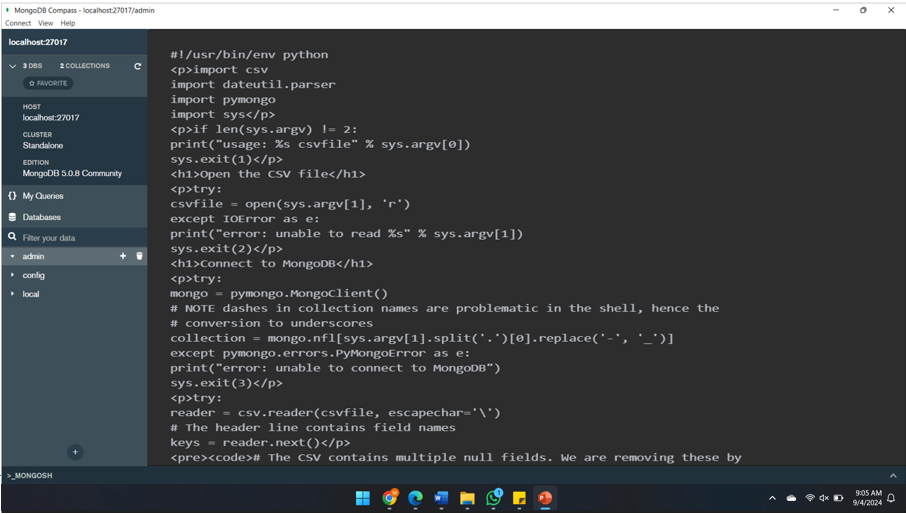 MongoDB Compass - localhost:27017/admin
Connect View Help
localhost:27017
3 DBS 2 COLLECTIONS
FAVORITE
HOST
localhost:27017
CLUSTER
Standalone
EDITION
MongoDB 5.0.8 Community
{} My Queries
Databases
Filter your data
admin
config
local
+
#!/usr/bin/env python
<p>import csv
import dateutil.parser
import pymongo
import sys</p>
<p>if len(sys.argv) != 2:
print("usage: %s csvfile" % sys.argv[0])
sys.exit(1)</p>
<h1>Open the CSV file</h1>
<p>try:
csvfile = open(sys.argv[1], 'r')
except IOError as e:
print("error: unable to read %s" % sys.argv[1])
sys.exit(2)</p>
<h1>Connect to MongoDB</h1>
<p>try:
mongo = pymongo.MongoClient()
# NOTE dashes in collection names are problematic in the shell, hence the
# conversion to underscores
collection = mongo.nfl[sys.argv[1].split('.')[0].replace('-', '_')]
except pymongo.errors.PyMongoError as e:
print("error: unable to connect to MongoDB")
sys.exit(3)</p>
<p>try:
reader = csv.reader(csvfile, escapechar='\')
# The header line contains field names
keys = reader.next()</p>
<pre><code># The CSV contains multiple null fields. We are removing these by
>_MONGOSH
9:05 AM
9/4/2024